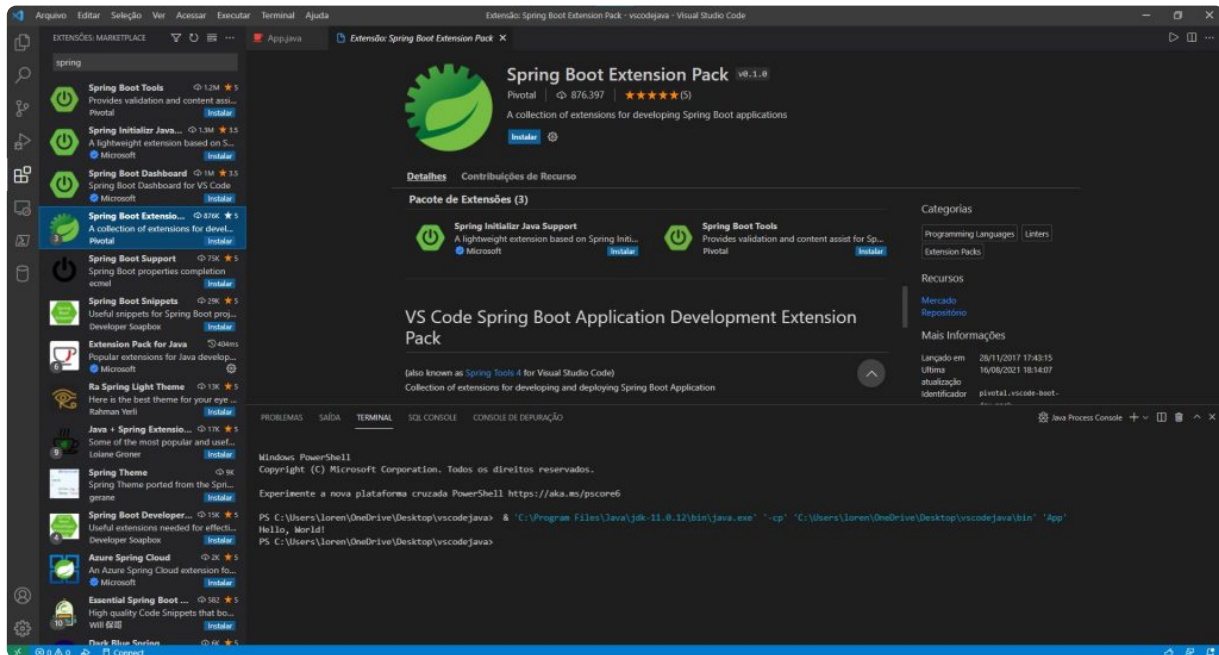 Arquivo Editar Seleção Ver Acessar Executar Terminal Ajuda
Extensão: Spring Boot Extension Pack - vscodejava - Visual Studio Code
EXTENSÕES: MARKETPLACE
App.java
Extensão: Spring Boot Extension Pack
spring
Spring Boot Tools 1.2M 5
Provides validation and content assi...
Pivotal Instalar
Spring Initializr Java... 1.3M 3.5
A lightweight extension based on S...
Microsoft Instalar
Spring Boot Dashboard 1M 3.5
Spring Boot Dashboard for VS Code
Microsoft Instalar
Spring Boot Extensio... 876K 5
A collection of extensions for devel...
3 Pivotal Instalar
Spring Boot Support 75K 5
Spring Boot properties completion
ecmel Instalar
Spring Boot Snippets 29K 5
Useful snippets for Spring Boot proj...
Developer Soapbox Instalar
Extension Pack for Java 404ms
Popular extensions for Java develop...
6 Microsoft
Ra Spring Light Theme 13K 5
Here is the best theme for your eye ...
Rahman Yerli Instalar
Java + Spring Extensio... 17K 5
Some of the most popular and usef...
9 Loiane Groner Instalar
Spring Theme 9K
Spring Theme ported from the Spri...
gerane Instalar
Spring Boot Developer... 15K 5
Useful extensions needed for effecti...
4 Developer Soapbox Instalar
Azure Spring Cloud 2K 5
An Azure Spring Cloud extension fo...
Microsoft Instalar
Essential Spring Boot ... 582 5
High quality Code Snippets that bo...
10 Will 保哥 Instalar
Dark Blue Spring 6K 5
Spring Boot Extension Pack v0.1.0
Pivotal 876.397 (5)
A collection of extensions for developing Spring Boot applications
Instalar
Detalhes Contribuições de Recurso
Pacote de Extensões (3)
Spring Initializr Java Support
A lightweight extension based on Spring Initi...
Microsoft Instalar
Spring Boot Tools
Provides validation and content assist for Sp...
Pivotal Instalar
VS Code Spring Boot Application Development Extension
Pack
(also known as Spring Tools 4 for Visual Studio Code)
Collection of extensions for developing and deploying Spring Boot Application
Categorias
Programming Languages Linters
Extension Packs
Recursos
Mercado
Repositório
Mais Informações
Lançado em 28/11/2017 17:43:15
Ultima 16/08/2021 18:14:07
atualização
Identificador pivotal.vscode-boot-
PROBLEMAS SAÍDA TERMINAL SQL CONSOLE CONSOLE DE DEPURAÇÃO
Java Process Console
Windows PowerShell
Copyright (C) Microsoft Corporation. Todos os direitos reservados.
Experimente a nova plataforma cruzada PowerShell https://aka.ms/pscore6
PS C:\Users\loren\OneDrive\Desktop\vscodejava> & 'C:\Program Files\Java\jdk-11.0.12\bin\java.exe' '-cp' 'C:\Users\loren\OneDrive\Desktop\vscodejava\bin' 'App'
Hello, World!
PS C:\Users\loren\OneDrive\Desktop\vscodejava>
0 0 Connect